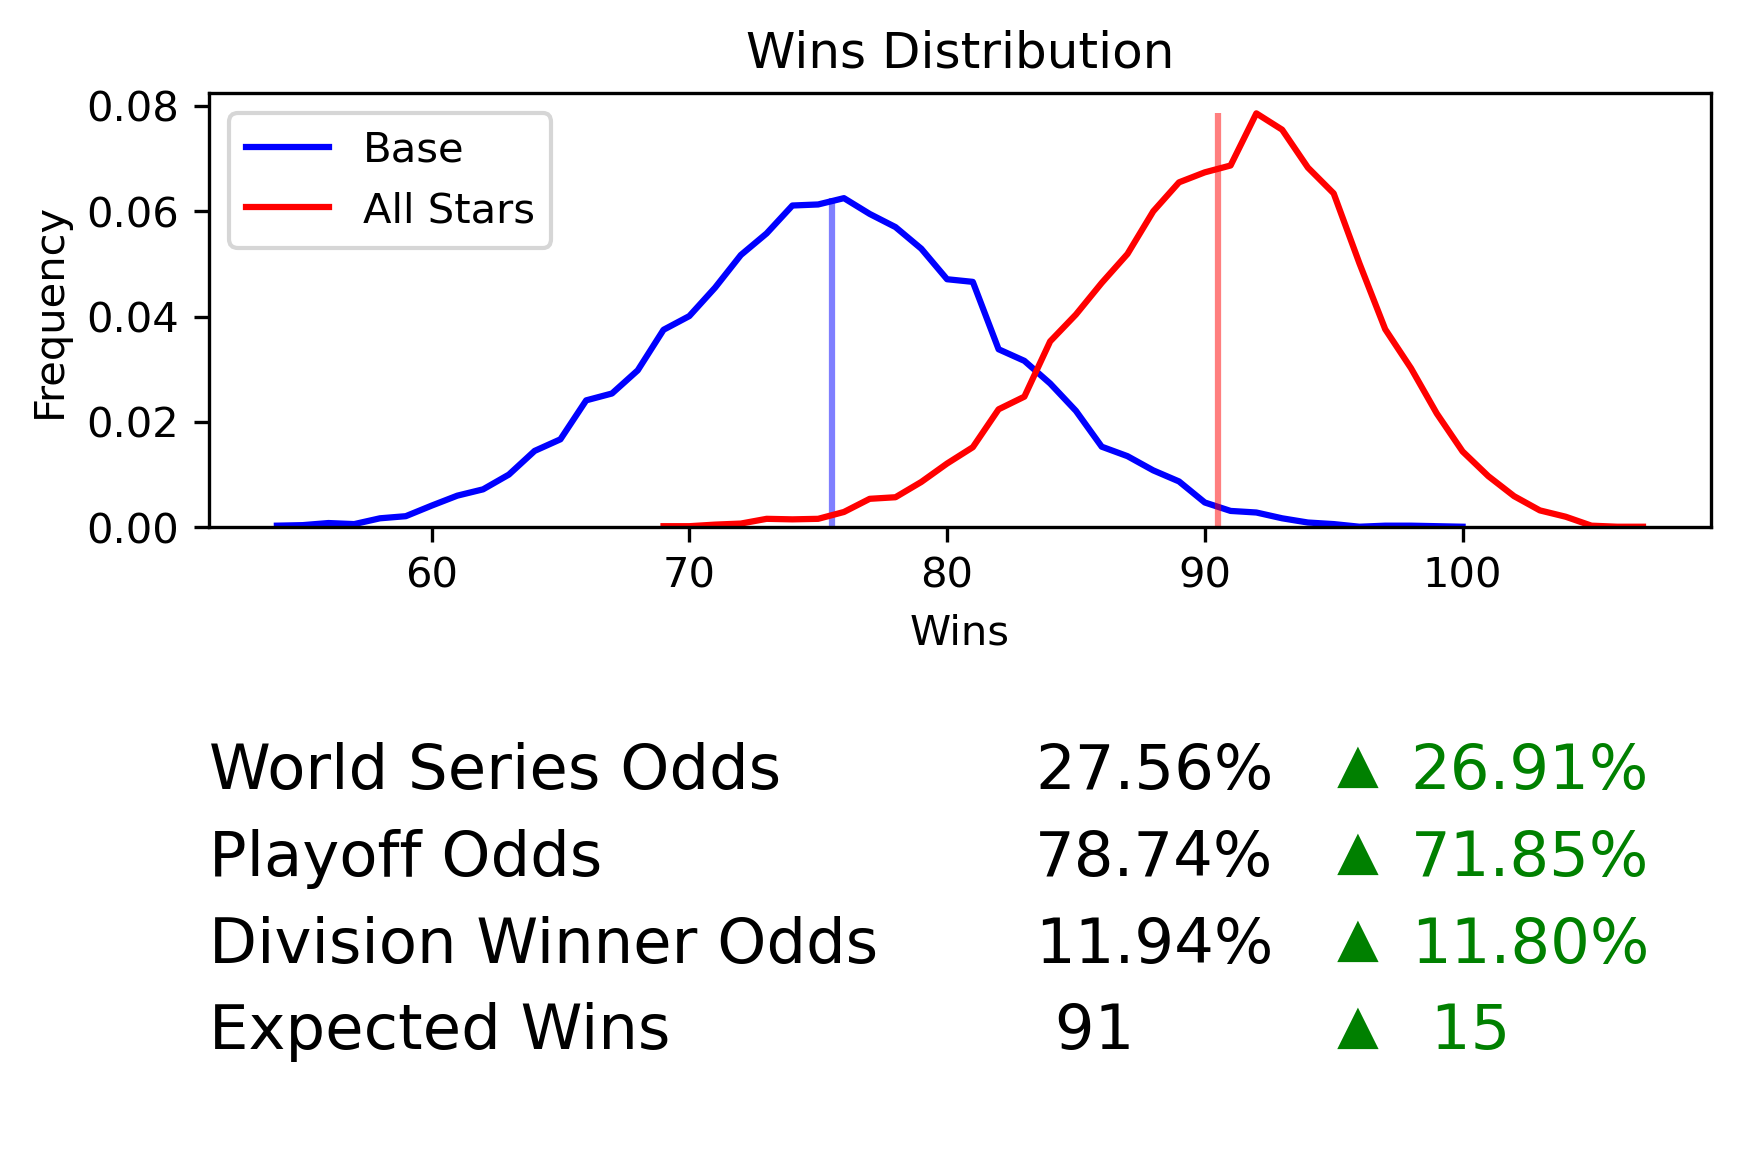 Wins Distribution
0.08
0.06
0.04
0.02
0.00
Frequency
Base
All Stars
60 70 80 90 100
Wins
World Series Odds 27.56% ▲ 26.91%
Playoff Odds 78.74% ▲ 71.85%
Division Winner Odds 11.94% ▲ 11.80%
Expected Wins 91 ▲ 15